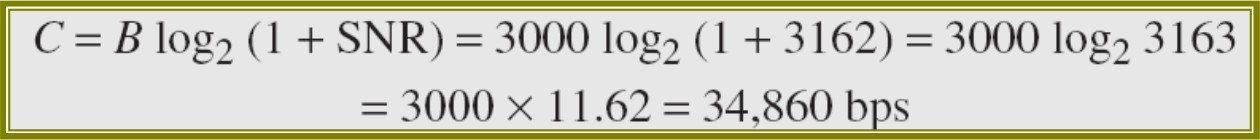 C = B log₂ (1 + SNR) = 3000 log₂ (1 + 3162) = 3000 log₂ 3163
= 3000 × 11.62 = 34,860 bps